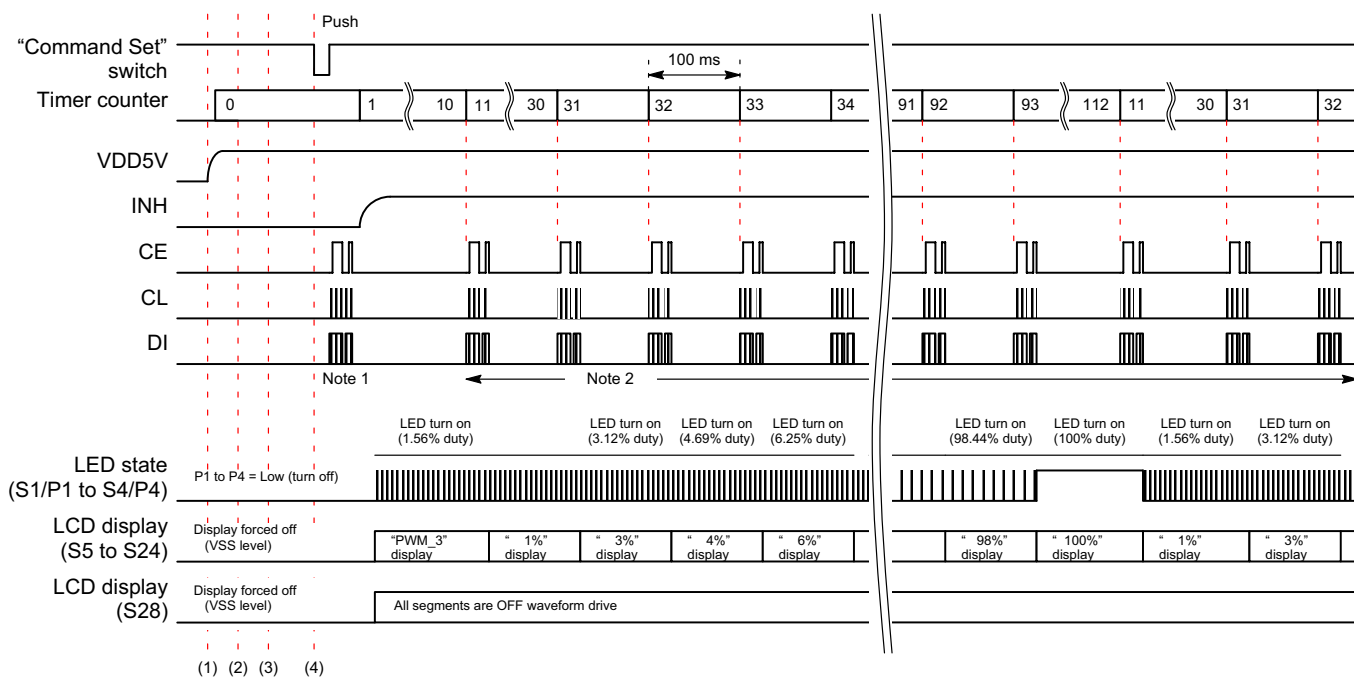 Push
“Command Set”
switch
100 ms
Timer counter
0 1 10 11 30 31 32 33 34 91 92 93 112 11 30 31 32
VDD5V
INH
CE
CL
DI
Note 1 Note 2
LED turn on LED turn on LED turn on LED turn on LED turn on LED turn on LED turn on LED turn on
(1.56% duty) (3.12% duty) (4.69% duty) (6.25% duty) (98.44% duty) (100% duty) (1.56% duty) (3.12% duty)
LED state
(S1/P1 to S4/P4)
P1 to P4 = Low (turn off)
LCD display
(S5 to S24)
Display forced off
(VSS level)
“PWM_3” “ 1%” “ 3%” “ 4%” “ 6%” “ 98%” “ 100%” “ 1%” “ 3%”
display display display display display display display display display
LCD display
(S28)
Display forced off
(VSS level)
All segments are OFF waveform drive
(1) (2) (3) (4)